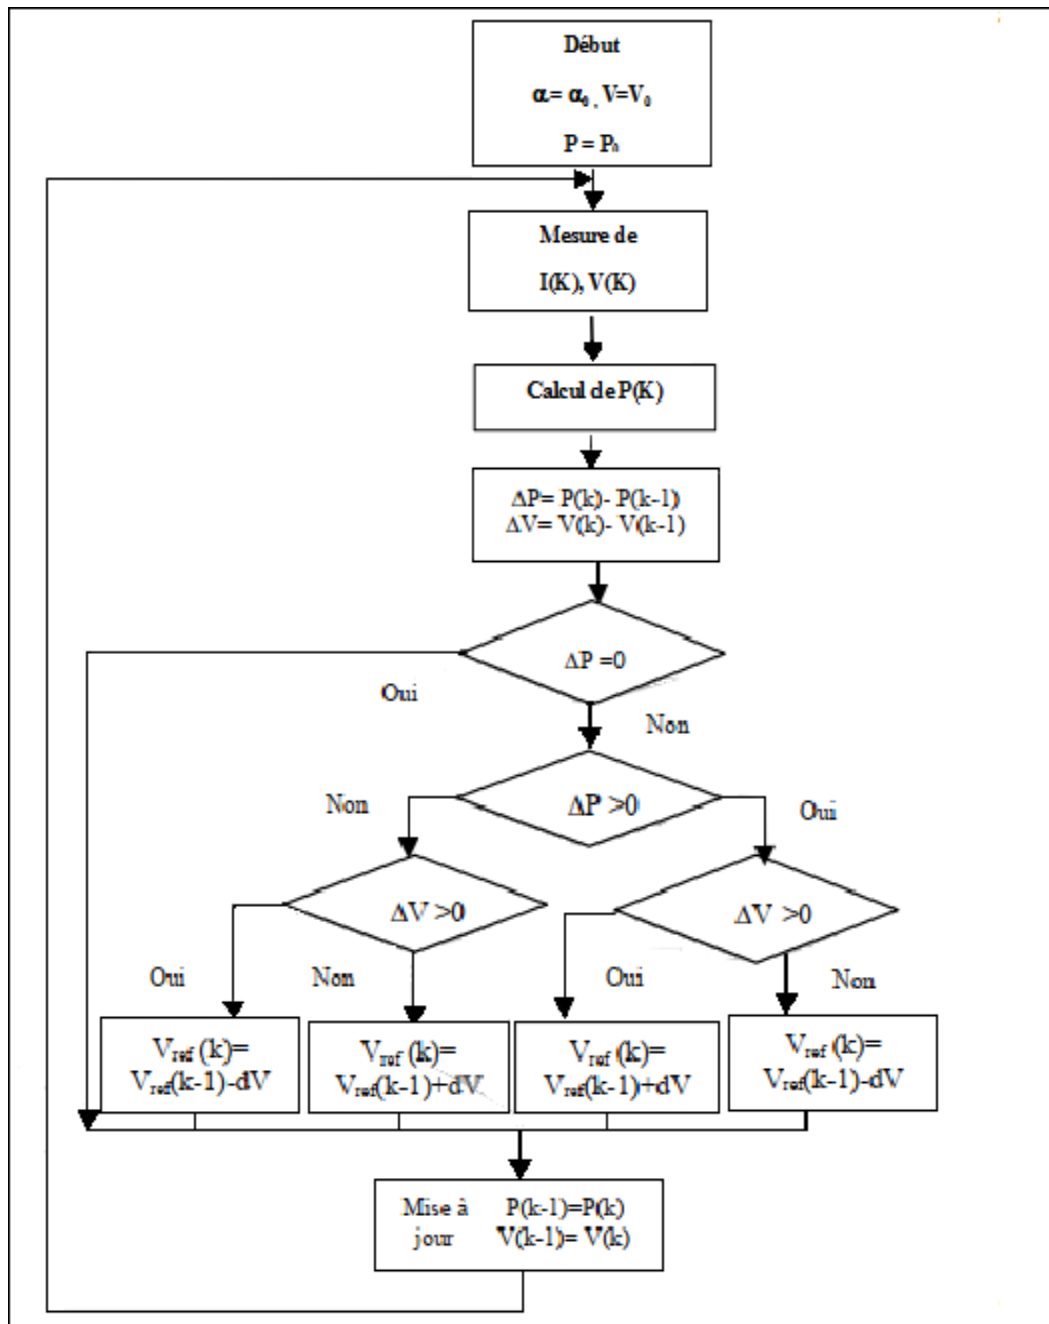 Début
α= α₀ , V=V₀
P = P₀
Mesure de
I(K), V(K)
Calcul de P(K)
ΔP= P(k)- P(k-1)
ΔV= V(k)- V(k-1)
ΔP =0
Oui
Non
ΔP >0
Non
Oui
ΔV >0
ΔV >0
Oui
Non
Oui
Non
Vref (k)=
Vref(k-1)-dV
Vref (k)=
Vref(k-1)+dV
Vref (k)=
Vref(k-1)+dV
Vref (k)=
Vref(k-1)-dV
Mise à jour
P(k-1)=P(k)
V(k-1)= V(k)